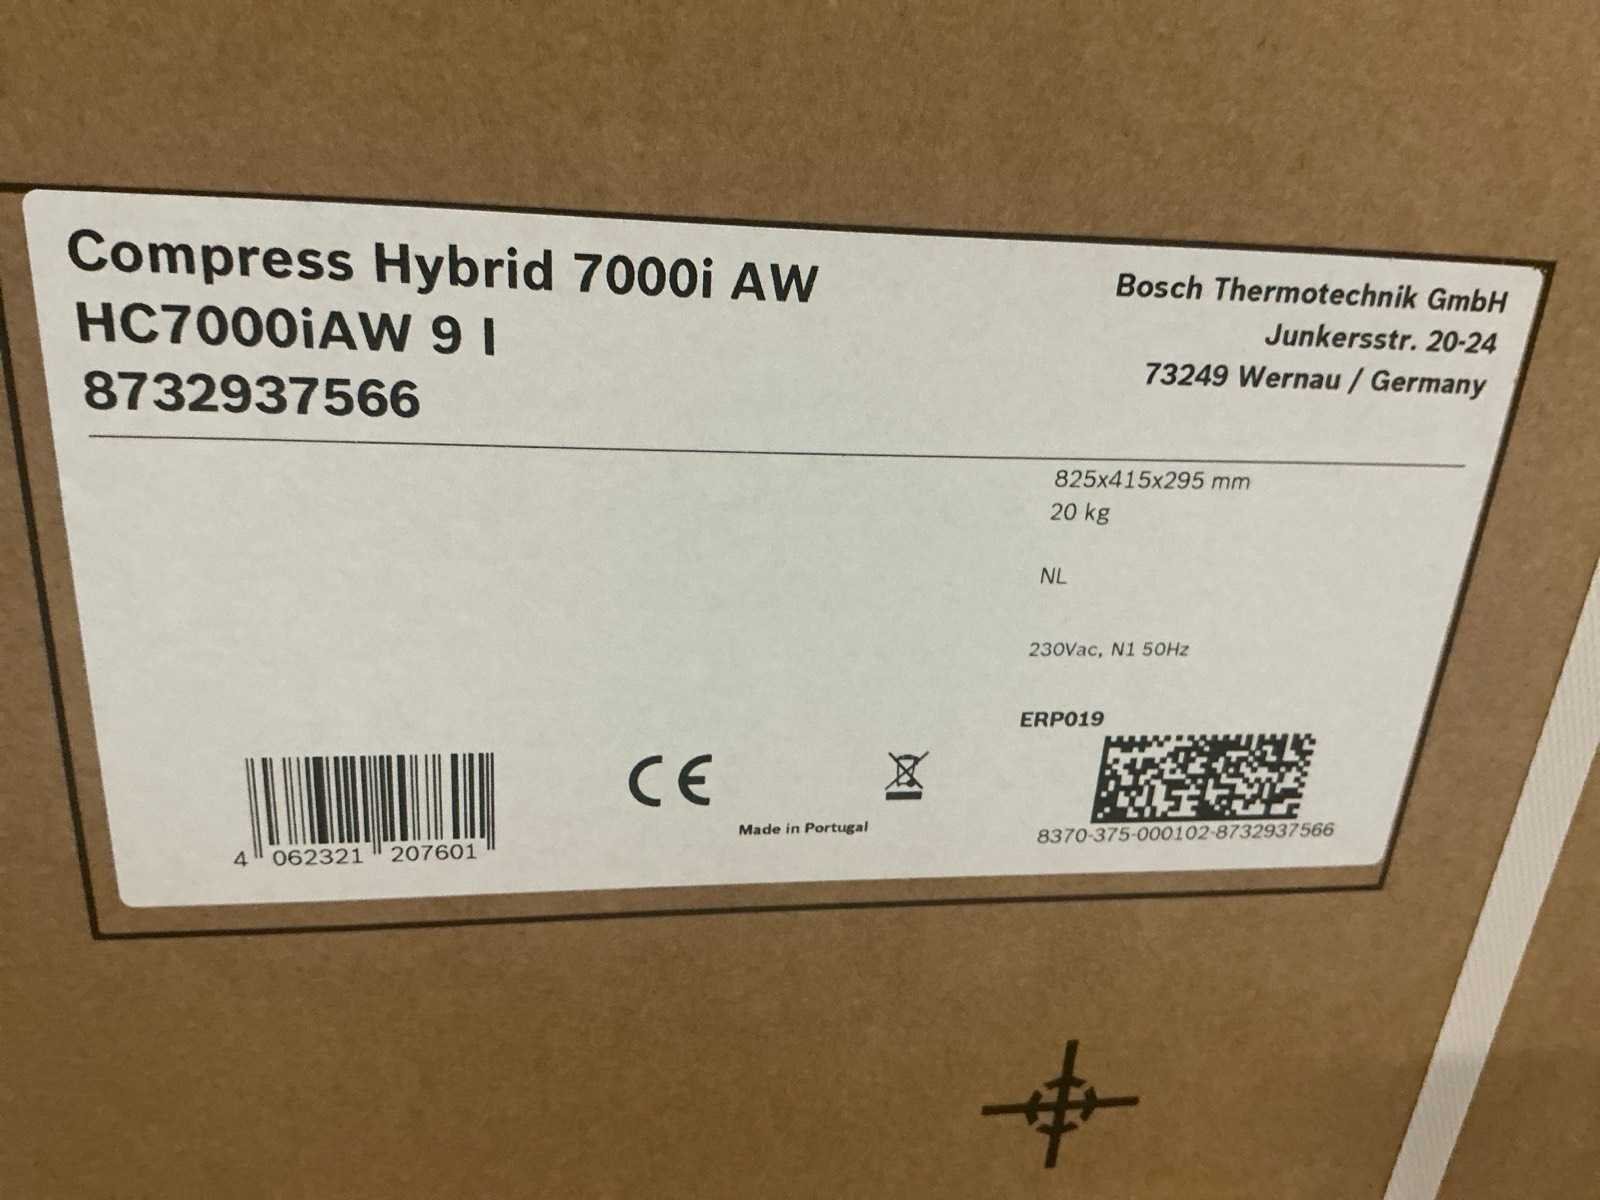 Compress Hybrid 7000i AW
HC7000iAW 9 I
8732937566
Bosch Thermotechnik GmbH
Junkersstr. 20-24
73249 Wernau / Germany
825x415x295 mm
20 kg
NL
230Vac, N1 50Hz
ERP019
4 062321 207601
CE
Made in Portugal
8370-375-000102-8732937566